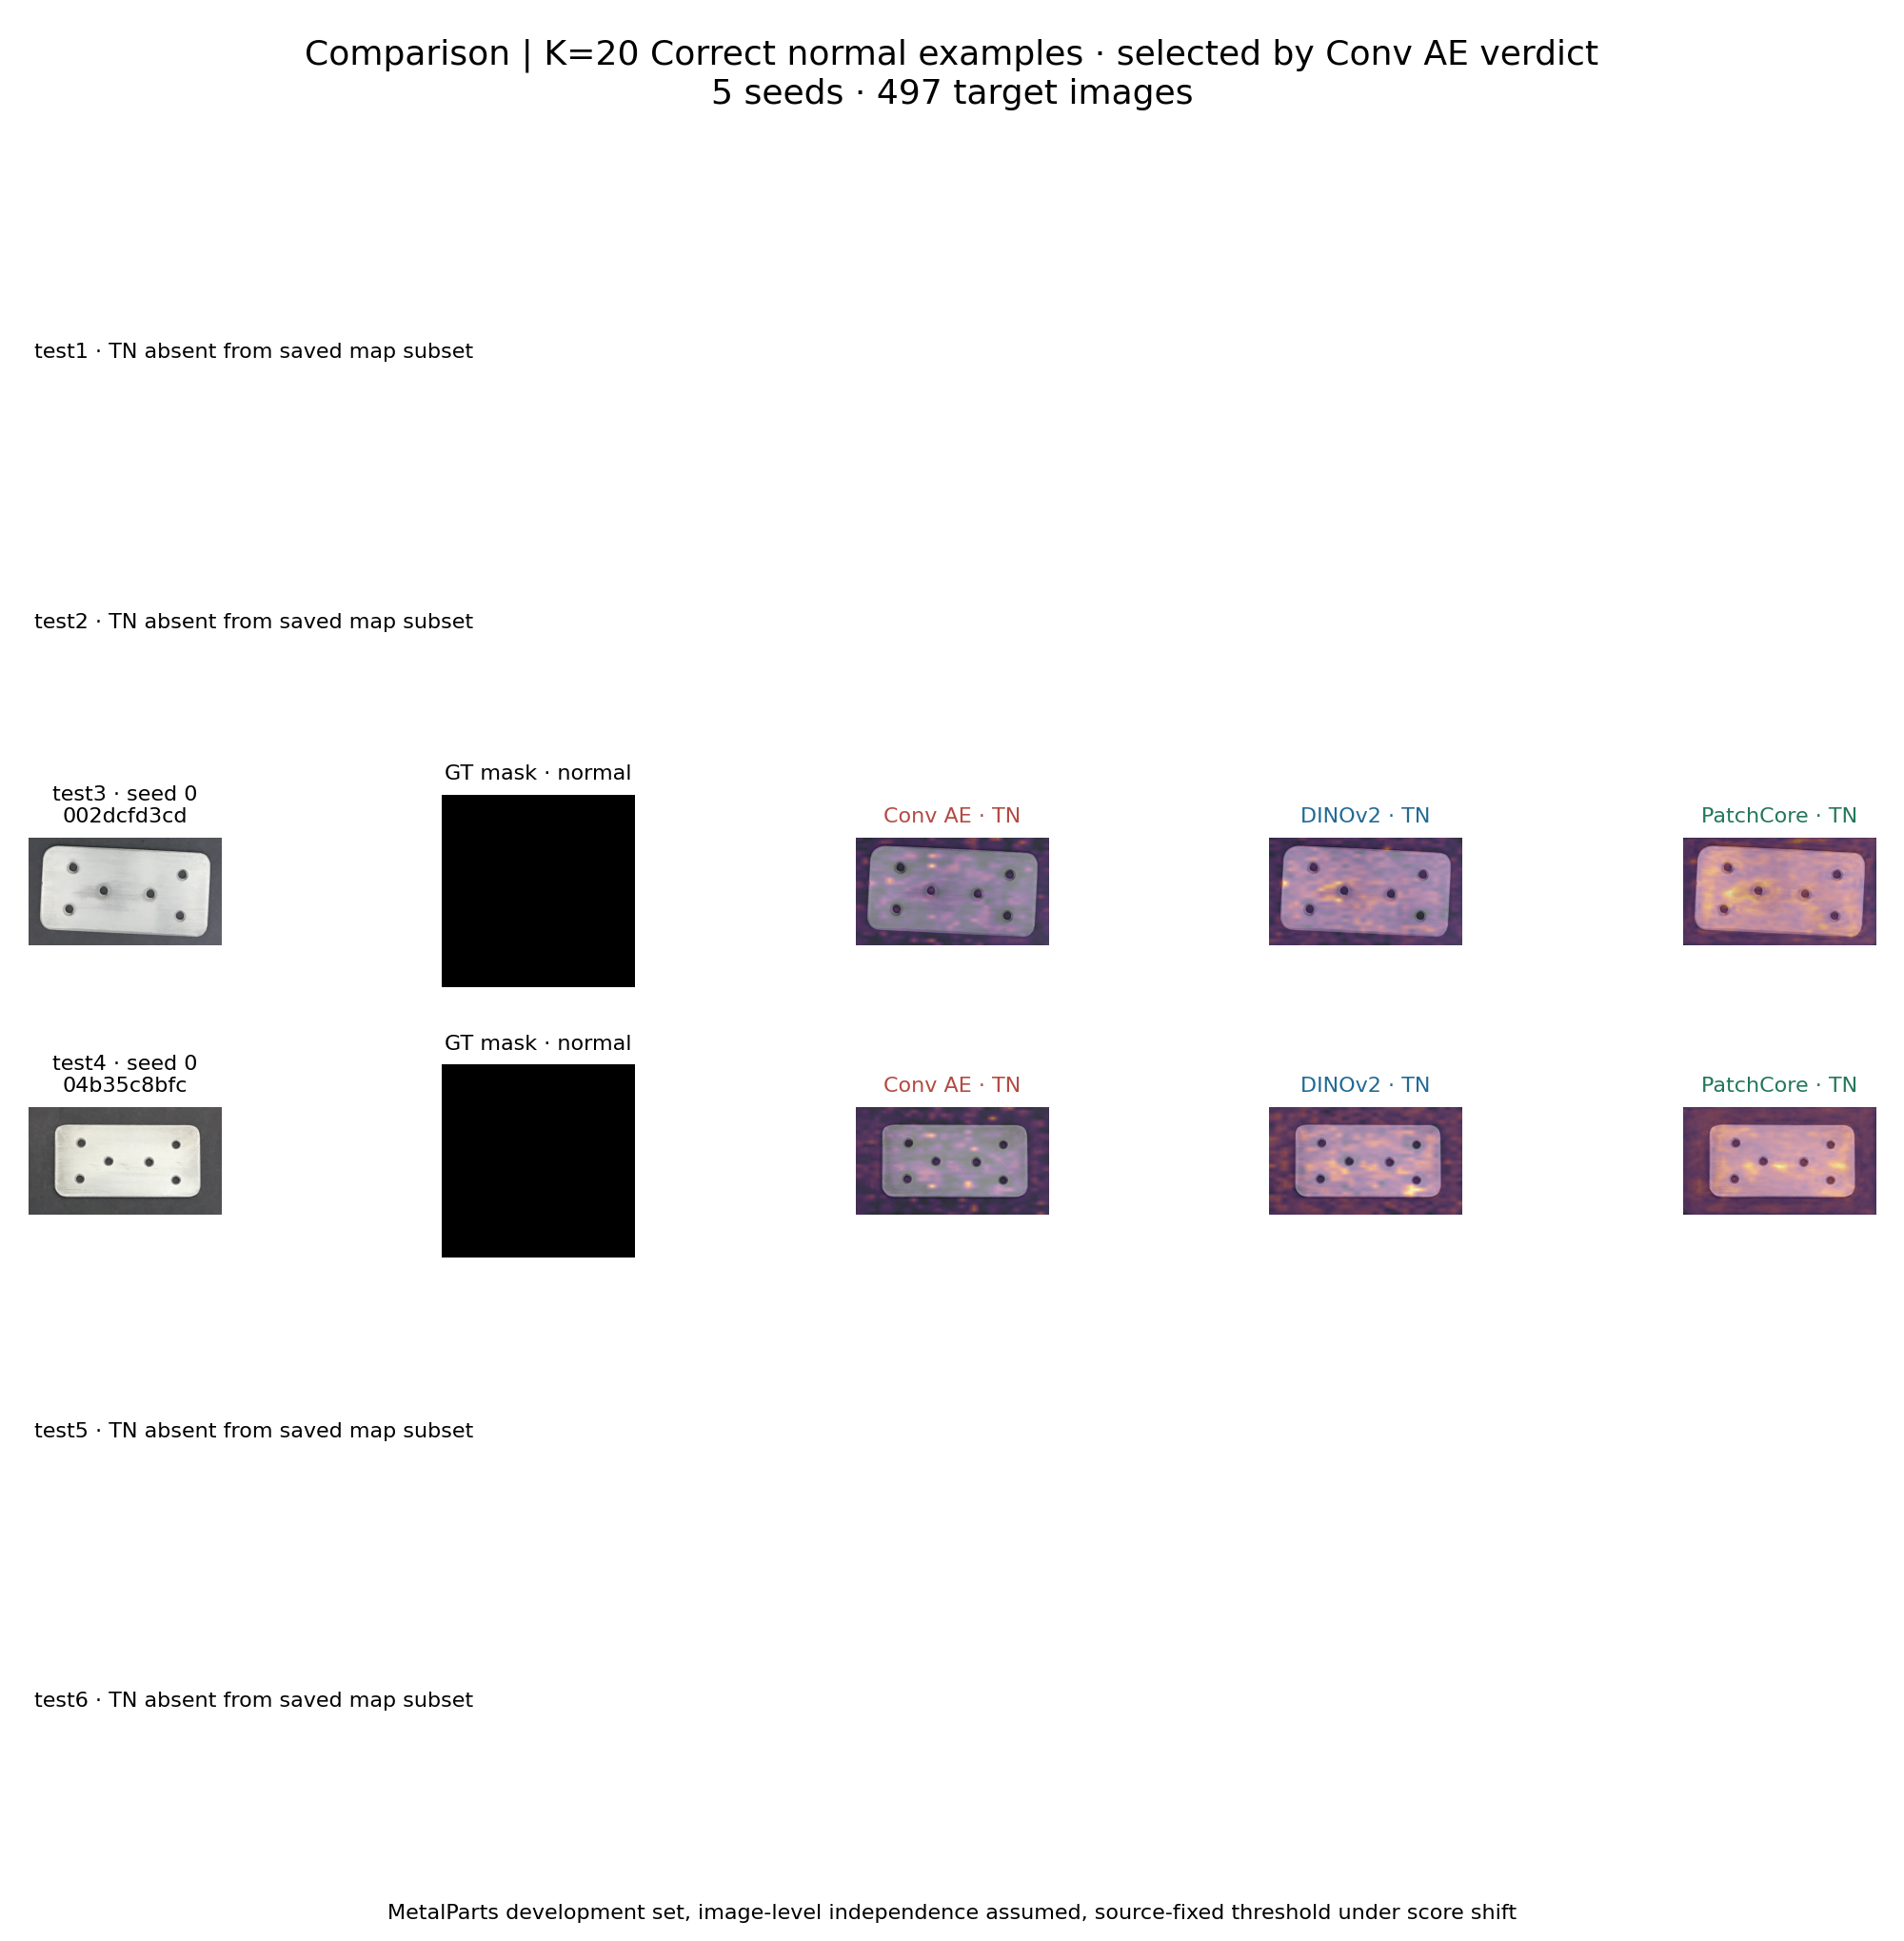 Comparison | K=20 Correct normal examples · selected by Conv AE verdict
5 seeds · 497 target images
test1 · TN absent from saved map subset
test2 · TN absent from saved map subset
test3 · seed 0
002dcfd3cd
GT mask · normal
Conv AE · TN
DINOv2 · TN
PatchCore · TN
test4 · seed 0
04b35c8bfc
GT mask · normal
Conv AE · TN
DINOv2 · TN
PatchCore · TN
test5 · TN absent from saved map subset
test6 · TN absent from saved map subset
MetalParts development set, image-level independence assumed, source-fixed threshold under score shift